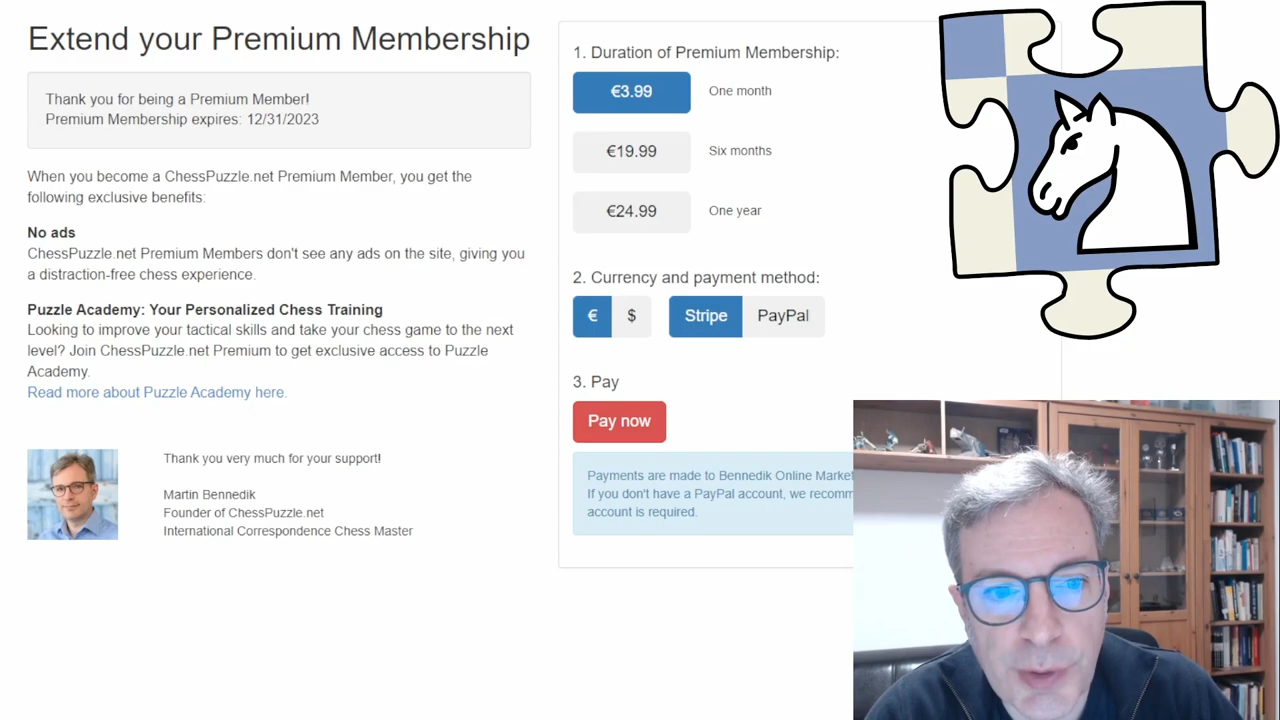 Extend your Premium Membership
Thank you for being a Premium Member!
Premium Membership expires: 12/31/2023
When you become a ChessPuzzle.net Premium Member, you get the
following exclusive benefits:
No ads
ChessPuzzle.net Premium Members don't see any ads on the site, giving you
a distraction-free chess experience.
Puzzle Academy: Your Personalized Chess Training
Looking to improve your tactical skills and take your chess game to the next
level? Join ChessPuzzle.net Premium to get exclusive access to Puzzle
Academy.
Read more about Puzzle Academy here.
Thank you very much for your support!
Martin Bennedik
Founder of ChessPuzzle.net
International Correspondence Chess Master
1. Duration of Premium Membership:
€3.99 One month
€19.99 Six months
€24.99 One year
2. Currency and payment method:
€ $ Stripe PayPal
3. Pay
Pay now
Payments are made to Bennedik Online Market
If you don't have a PayPal account, we recomm
account is required.